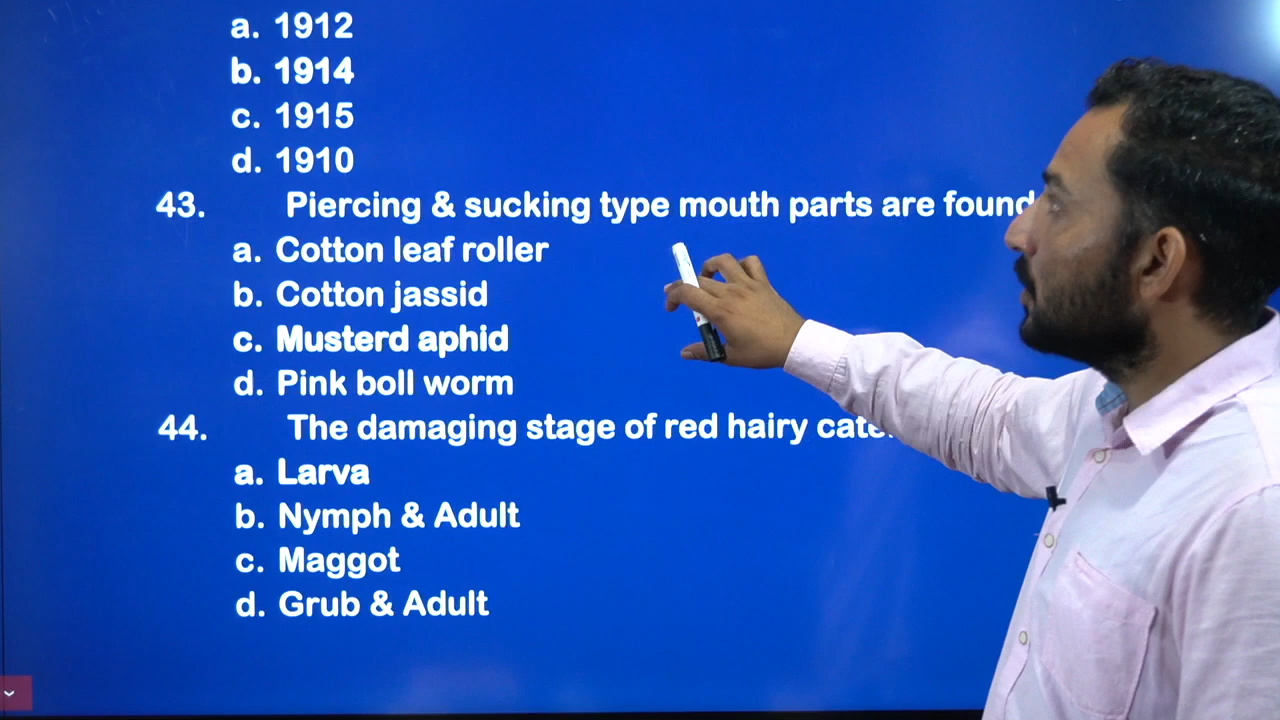 a. 1912
b. 1914
c. 1915
d. 1910
43. Piercing & sucking type mouth parts are found
a. Cotton leaf roller
b. Cotton jassid
c. Musterd aphid
d. Pink boll worm
44. The damaging stage of red hairy
a. Larva
b. Nymph & Adult
c. Maggot
d. Grub & Adult